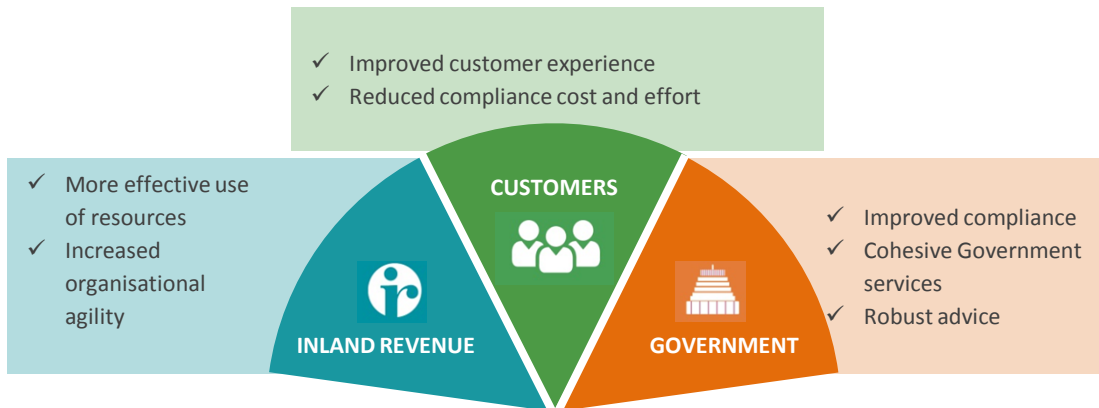 ✓ Improved customer experience
✓ Reduced compliance cost and effort
✓ More effective use
of resources
✓ Increased
organisational
agility
CUSTOMERS
ir
INLAND REVENUE
GOVERNMENT
✓ Improved compliance
✓ Cohesive Government
services
✓ Robust advice